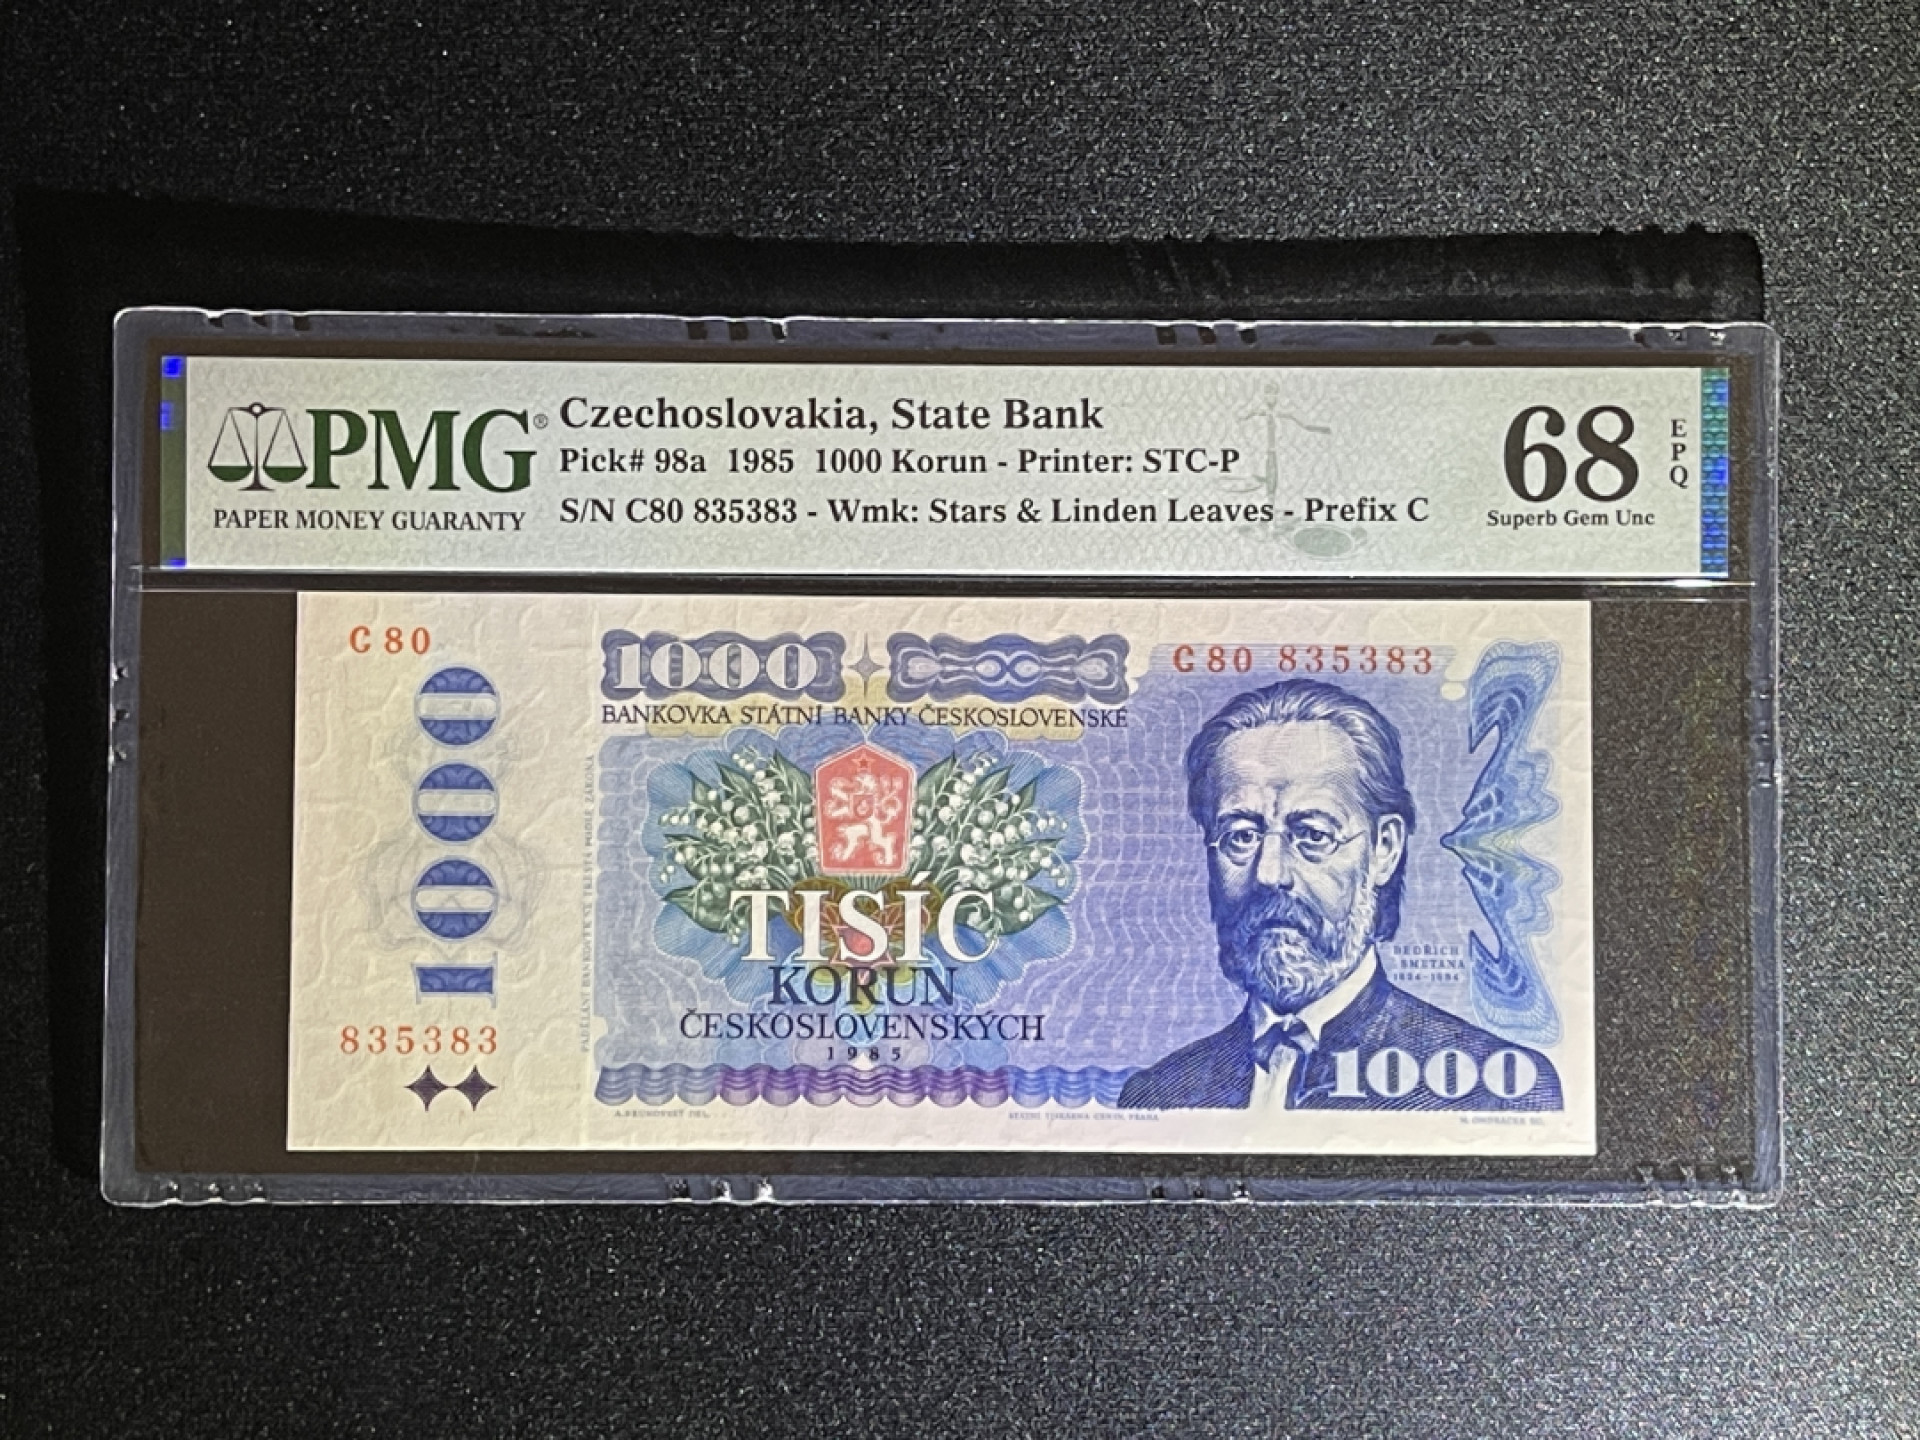 PMG®
PAPER MONEY GUARANTY
Czechoslovakia, State Bank
Pick# 98a 1985 1000 Korun - Printer: STC-P
S/N C80 835383 - Wmk: Stars & Linden Leaves - Prefix C
68
EPQ
Superb Gem Unc
C 80
1000
835383
1000
BANKOVKA STÁTNÍ BANKY ČESKOSLOVENSKÉ
C 80 835383
TISÍC
KORUN
ČESKOSLOVENSKÝCH
1985
BEDŘICH
SMETANA
1824-1884
1000